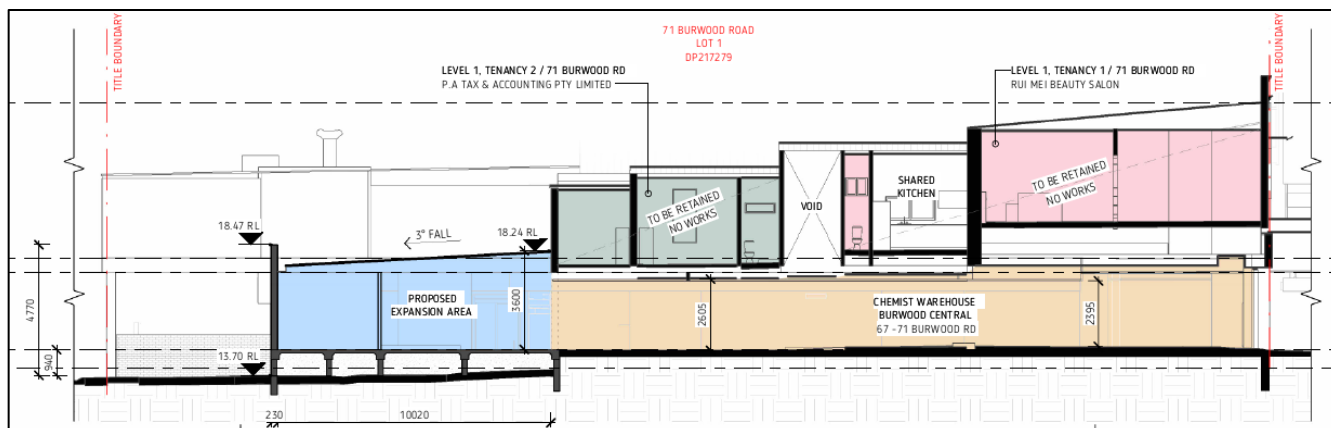 71 BURWOOD ROAD
LOT 1
DP217279
TITLE BOUNDARY
TITLE BOUNDARY
LEVEL 1, TENANCY 2 / 71 BURWOOD RD
P.A TAX & ACCOUNTING PTY LIMITED
LEVEL 1, TENANCY 1 / 71 BURWOOD RD
RUI MEI BEAUTY SALON
TO BE RETAINED
NO WORKS
VOID
SHARED
KITCHEN
TO BE RETAINED
NO WORKS
18.47 RL
3° FALL
18.24 RL
4770
940
13.70 RL
PROPOSED
EXPANSION AREA
3600
2605
CHEMIST WAREHOUSE
BURWOOD CENTRAL
67 -71 BURWOOD RD
2395
230
10020